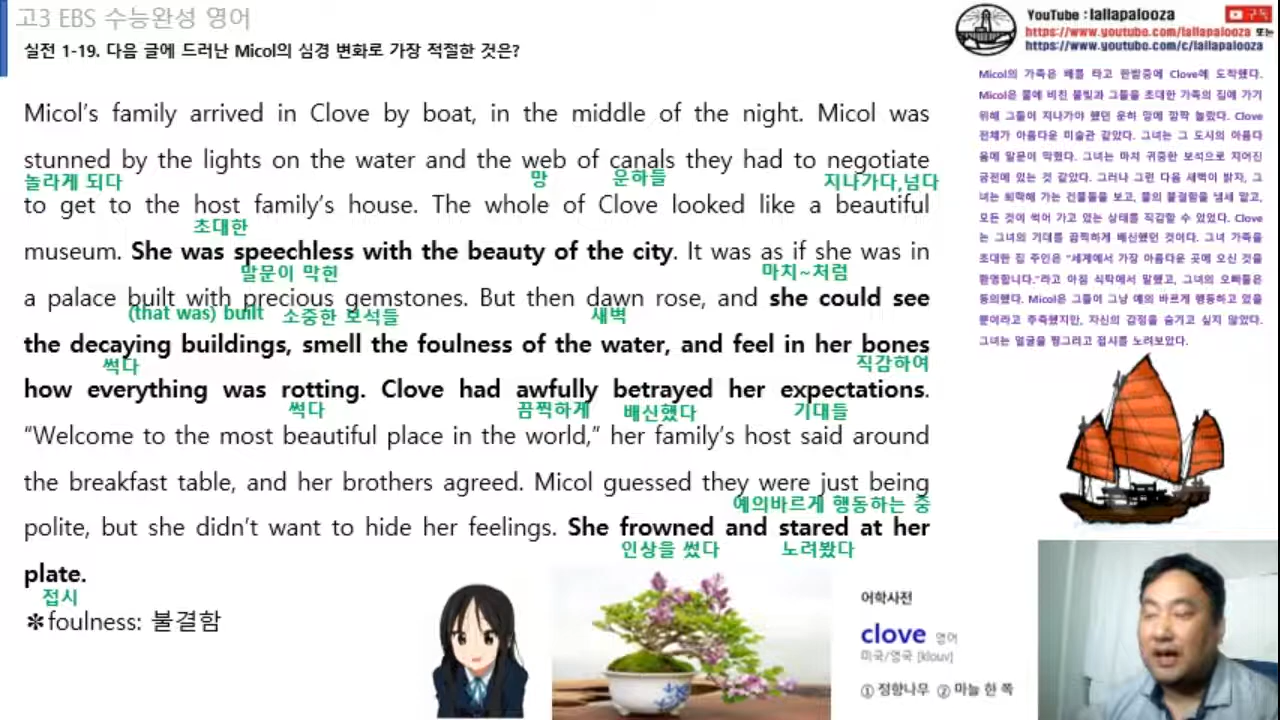 고3 EBS 수능완성 영어
실전 1-19. 다음 글에 드러난 Micol의 심경 변화로 가장 적절한 것은?
Micol's family arrived in Clove by boat, in the middle of the night. Micol was
stunned by the lights on the water and the web of canals they had to negotiate
놀라게 되다 망 운하들 지나가다,넘다
to get to the host family's house. The whole of Clove looked like a beautiful
초대한
museum. She was speechless with the beauty of the city. It was as if she was in
말문이 막힌 마치~처럼
a palace built with precious gemstones. But then dawn rose, and she could see
(that was) built 소중한 보석들 새벽
the decaying buildings, smell the foulness of the water, and feel in her bones
썩다 직감하여
how everything was rotting. Clove had awfully betrayed her expectations.
썩다 끔찍하게 배신했다 기대들
“Welcome to the most beautiful place in the world,” her family's host said around
the breakfast table, and her brothers agreed. Micol guessed they were just being
예의바르게 행동하는 중
polite, but she didn't want to hide her feelings. She frowned and stared at her
인상을 썼다 노려봤다
plate.
접시
✻foulness: 불결함
YouTube : lallapalooza 구독
https://www.youtube.com/lallapalooza 또는
https://www.youtube.com/c/lallapalooza
Micol의 가족은 배를 타고 한밤중에 Clove에 도착했다.
Micol은 물에 비친 불빛과 그들을 초대한 가족의 집에 가기
위해 그들이 지나가야 했던 운하 망에 깜짝 놀랐다. Clove
전체가 아름다운 미술관 같았다. 그녀는 그 도시의 아름다
움에 말문이 막혔다. 그녀는 마치 귀중한 보석으로 지어진
궁전에 있는 것 같았다. 그러나 그런 다음 새벽이 밝자, 그
녀는 퇴락해 가는 건물들을 보고, 물의 불결함을 냄새 맡고,
모든 것이 썩어 가고 있는 상태를 직감할 수 있었다. Clove
는 그녀의 기대를 끔찍하게 배신했던 것이다. 그녀 가족을
초대한 집 주인은 “세계에서 가장 아름다운 곳에 오신 것을
환영합니다.”라고 아침 식탁에서 말했고, 그녀의 오빠들은
동의했다. Micol은 그들이 그냥 예의 바르게 행동하고 있을
뿐이라고 추측했지만, 자신의 감정을 숨기고 싶지 않았다.
그녀는 얼굴을 찡그리고 접시를 노려보았다.
어학사전
clove 영어
미국/영국 [klouv]
① 정향나무 ② 마늘 한 쪽